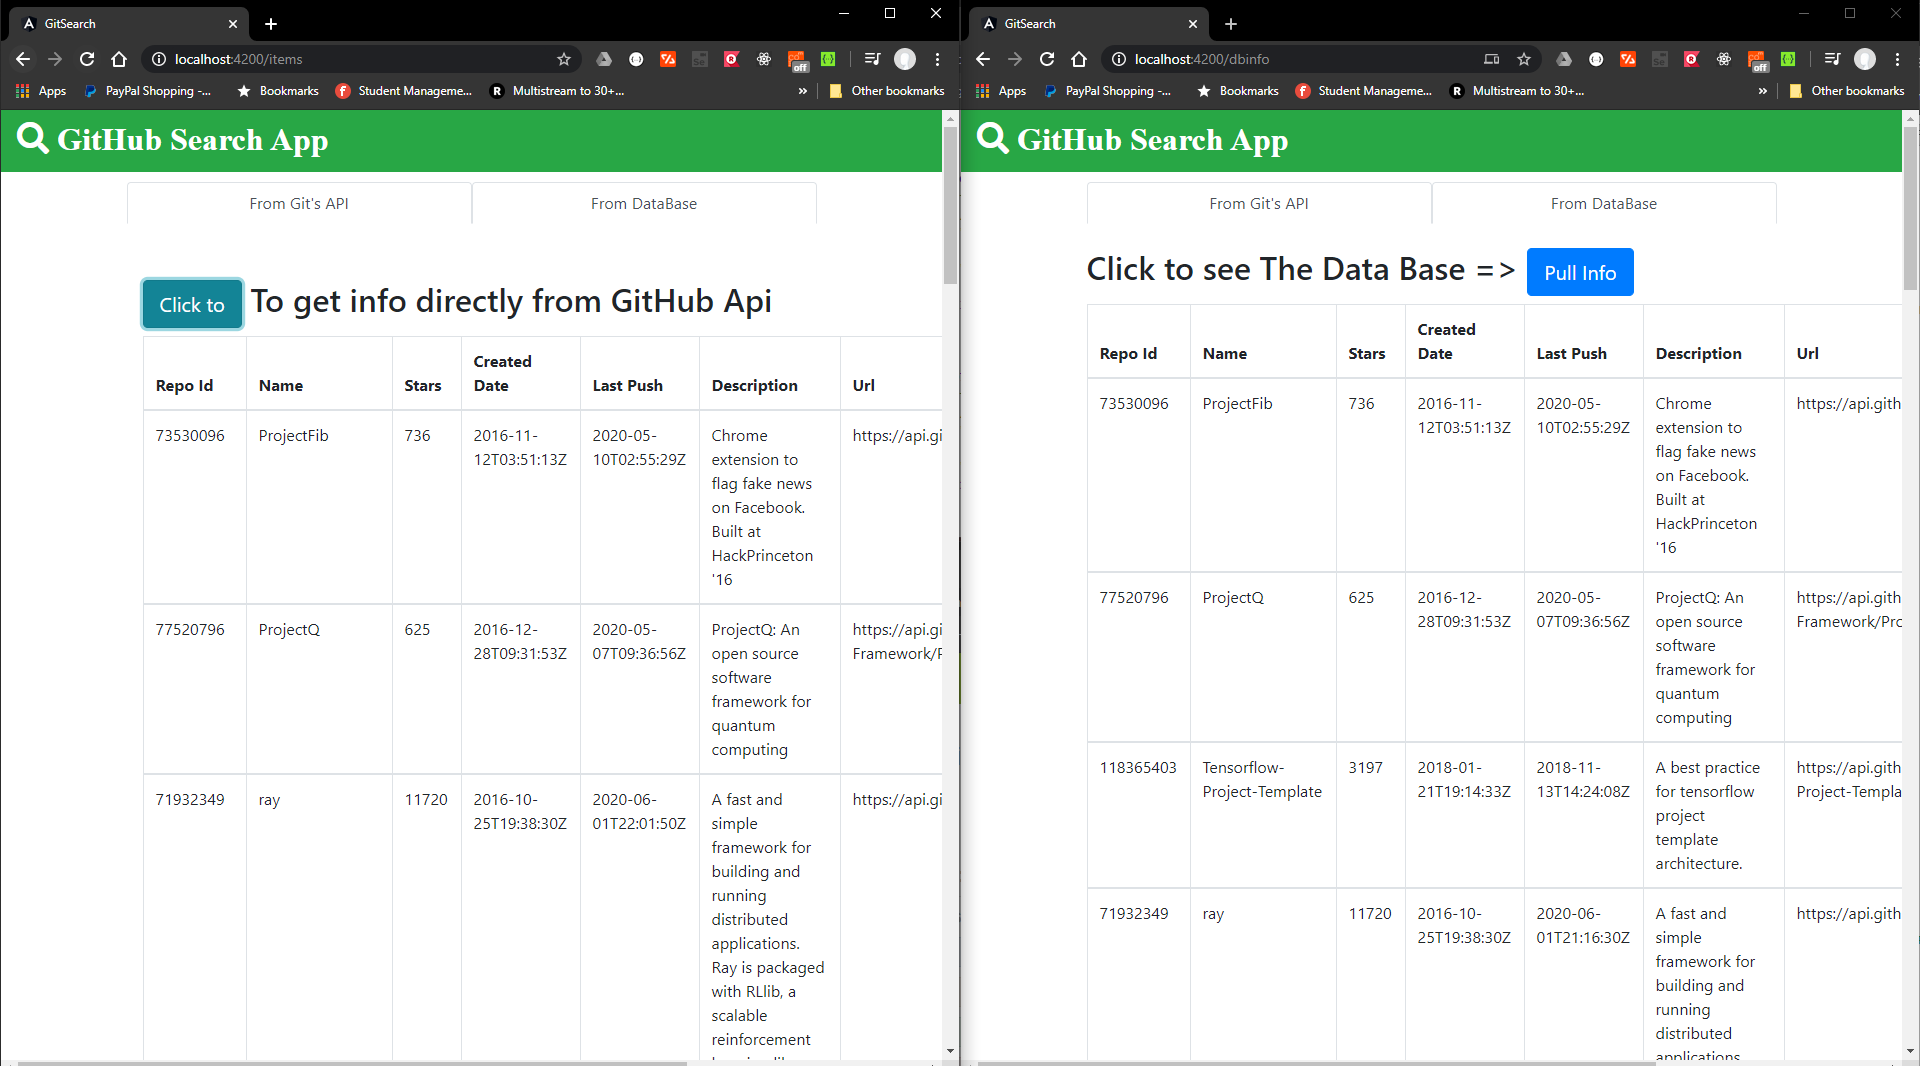 GitSearch
localhost:4200/items
Apps
PayPal Shopping -...
Bookmarks
Student Manageme...
R
Multistream to 30+...
»
Other bookmarks
off
GitHub Search App
From Git's API
From DataBase
Click to
To get info directly from GitHub Api
Repo Id
Name
Stars
Created
Date
Last Push
Description
Url
73530096
ProjectFib
736
2016-11-
12T03:51:13Z
2020-05-
10T02:55:29Z
Chrome
extension to
flag fake news
on Facebook.
Built at
HackPrinceton
'16
https://api.gi
77520796
ProjectQ
625
2016-12-
28T09:31:53Z
2020-05-
07T09:36:56Z
ProjectQ: An
open source
software
framework for
quantum
computing
https://api.gi
Framework/P
71932349
ray
11720
2016-10-
25T19:38:30Z
2020-06-
01T22:01:50Z
A fast and
simple
framework for
building and
running
distributed
applications.
Ray is packaged
with RLlib, a
scalable
reinforcement
https://api.gi
GitSearch
localhost:4200/dbinfo
Apps
PayPal Shopping -...
Bookmarks
Student Manageme...
R
Multistream to 30+...
»
Other bookmarks
off
GitHub Search App
From Git's API
From DataBase
Click to see The Data Base =>
Pull Info
Repo Id
Name
Stars
Created
Date
Last Push
Description
Url
73530096
ProjectFib
736
2016-11-
12T03:51:13Z
2020-05-
10T02:55:29Z
Chrome
extension to
flag fake news
on Facebook.
Built at
HackPrinceton
'16
https://api.gith
77520796
ProjectQ
625
2016-12-
28T09:31:53Z
2020-05-
07T09:36:56Z
ProjectQ: An
open source
software
framework for
quantum
computing
https://api.gith
Framework/Pro
118365403
Tensorflow-
Project-Template
3197
2018-01-
21T19:14:33Z
2018-11-
13T14:24:08Z
A best practice
for tensorflow
project
template
architecture.
https://api.gith
Project-Templa
71932349
ray
11720
2016-10-
25T19:38:30Z
2020-06-
01T21:16:30Z
A fast and
simple
framework for
building and
running
distributed
applications
https://api.gith